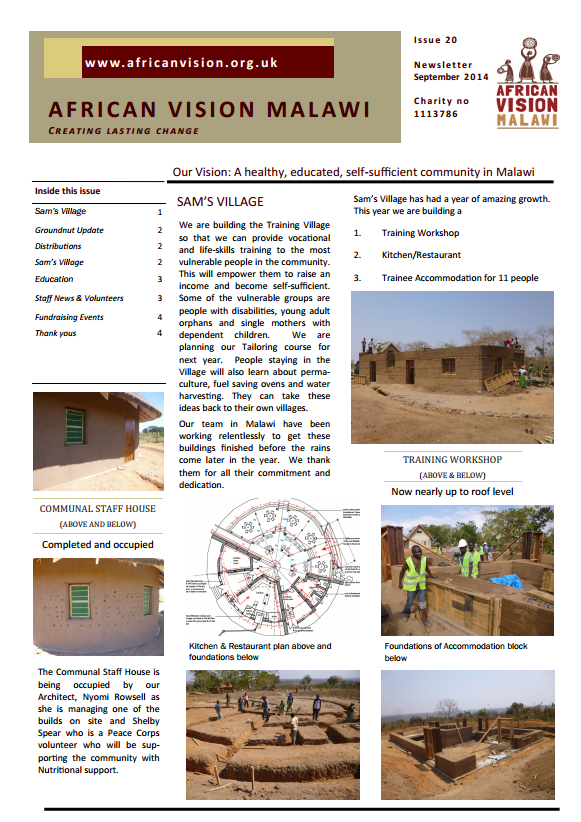 www.africanvision.org.uk
AFRICAN VISION MALAWI
CREATING LASTING CHANGE
Issue 20
Newsletter
September 2014
Charity no
1113786
AFRICAN
VISION
MALAWI
Our Vision: A healthy, educated, self-sufficient community in Malawi
Inside this issue
Sam's Village 1
Groundnut Update 2
Distributions 2
Sam's Village 2
Education 3
Staff News & Volunteers 3
Fundraising Events 4
Thank yous 4
COMMUNAL STAFF HOUSE
(ABOVE AND BELOW)
Completed and occupied
The Communal Staff House is
being occupied by our
Architect, Nyomi Rowsell as
she is managing one of the
builds on site and Shelby
Spear who is a Peace Corps
volunteer who will be sup-
porting the community with
Nutritional support.
SAM'S VILLAGE
We are building the Training Village
so that we can provide vocational
and life-skills training to the most
vulnerable people in the community.
This will empower them to raise an
income and become self-sufficient.
Some of the vulnerable groups are
people with disabilities, young adult
orphans and single mothers with
dependent children. We are
planning our Tailoring course for
next year. People staying in the
Village will also learn about perma-
culture, fuel saving ovens and water
harvesting. They can take these
ideas back to their own villages.
Our team in Malawi have been
working relentlessly to get these
buildings finished before the rains
come later in the year. We thank
them for all their commitment and
dedication.
Kitchen & Restaurant plan above and
foundations below
Sam's Village has had a year of amazing growth.
This year we are building a
1. Training Workshop
2. Kitchen/Restaurant
3. Trainee Accommodation for 11 people
TRAINING WORKSHOP
(ABOVE & BELOW)
Now nearly up to roof level
Foundations of Accommodation block
below